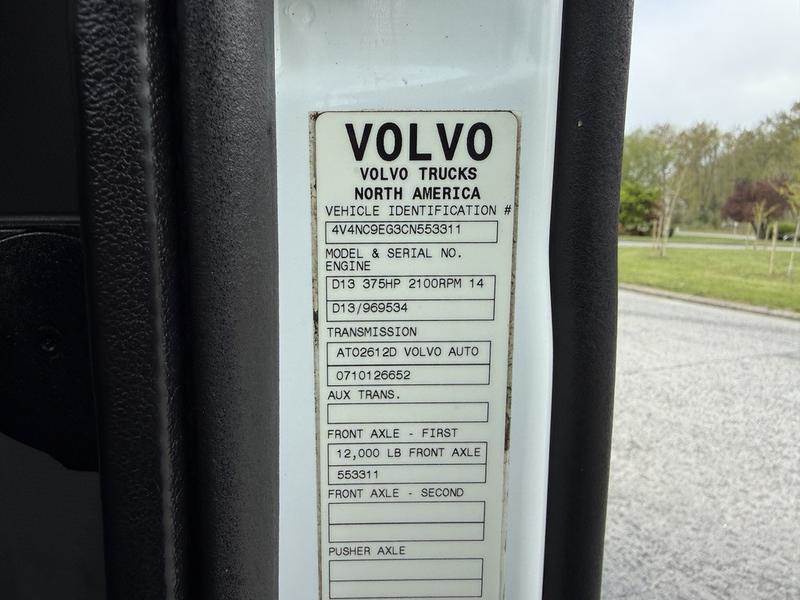 VOLVO
VOLVO TRUCKS
NORTH AMERICA
VEHICLE IDENTIFICATION #
4V4NC9EG3CN553311
MODEL & SERIAL NO.
ENGINE
D13 375HP 2100RPM 14
D13/969534
TRANSMISSION
ATO2612D VOLVO AUTO
0710126652
AUX TRANS.
FRONT AXLE - FIRST
12,000 LB FRONT AXLE
553311
FRONT AXLE - SECOND
PUSHER AXLE